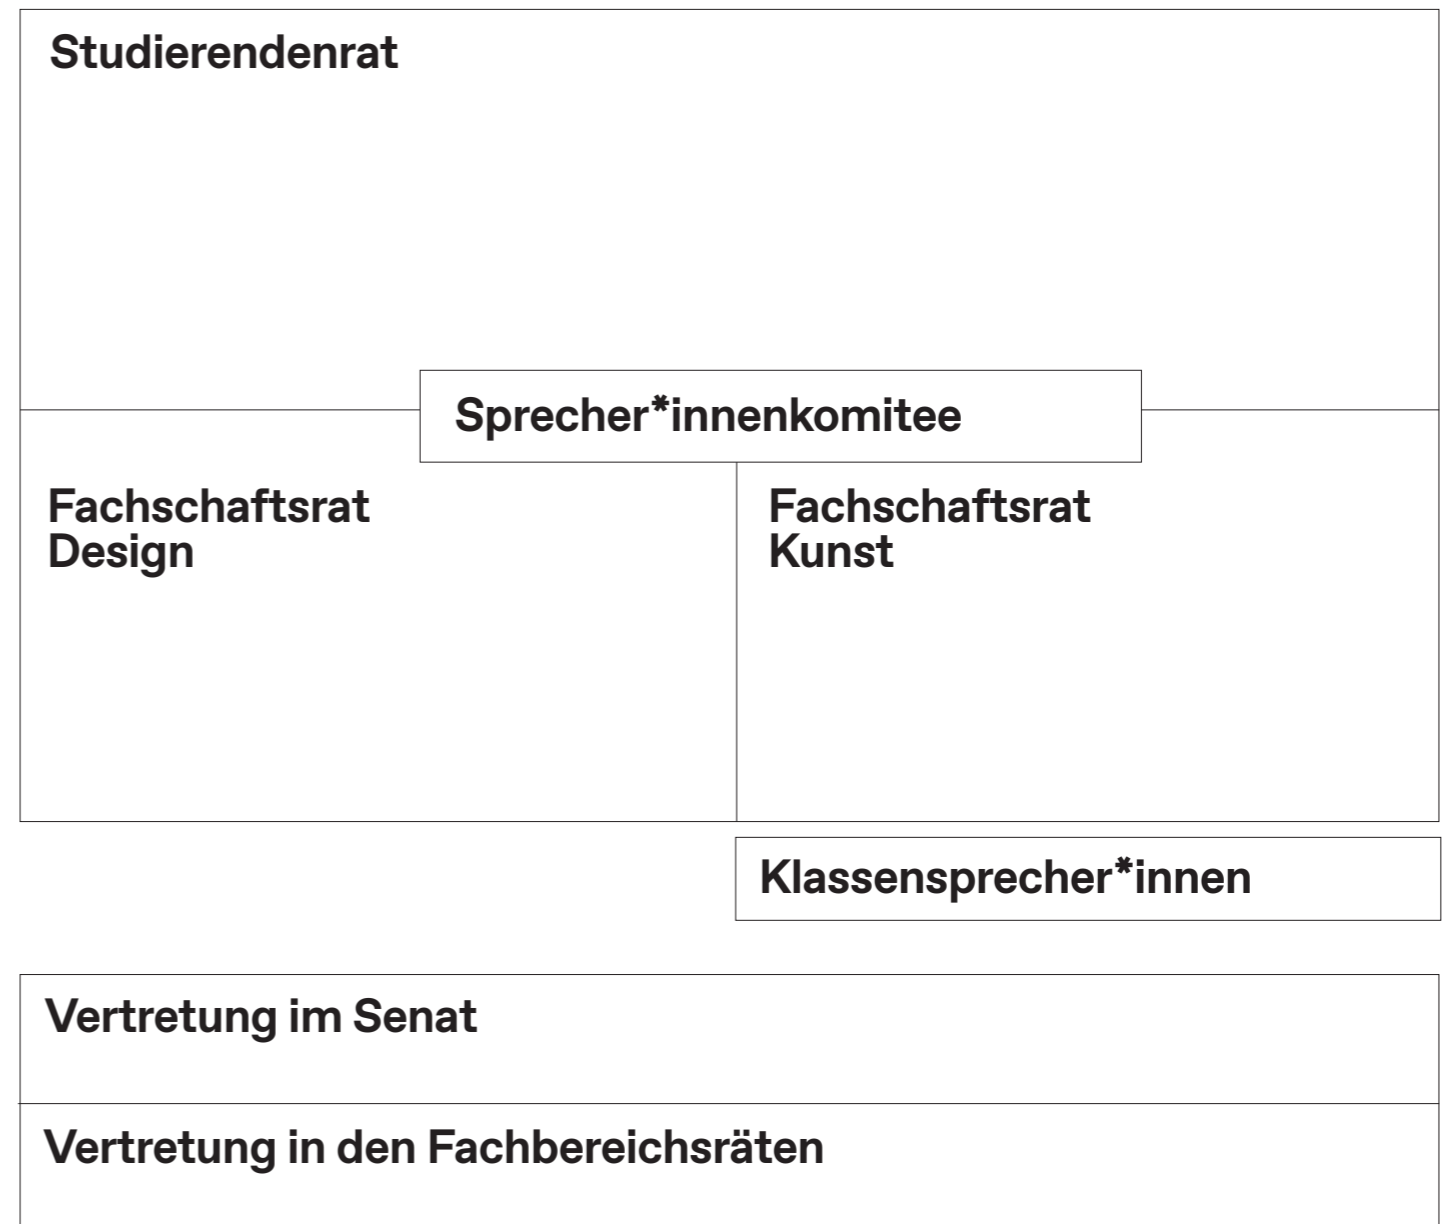 Studierendenrat
Sprecher*innenkomitee
Fachschaftsrat
Design
Fachschaftsrat
Kunst
Klassensprecher*innen
Vertretung im Senat
Vertretung in den Fachbereichsräten